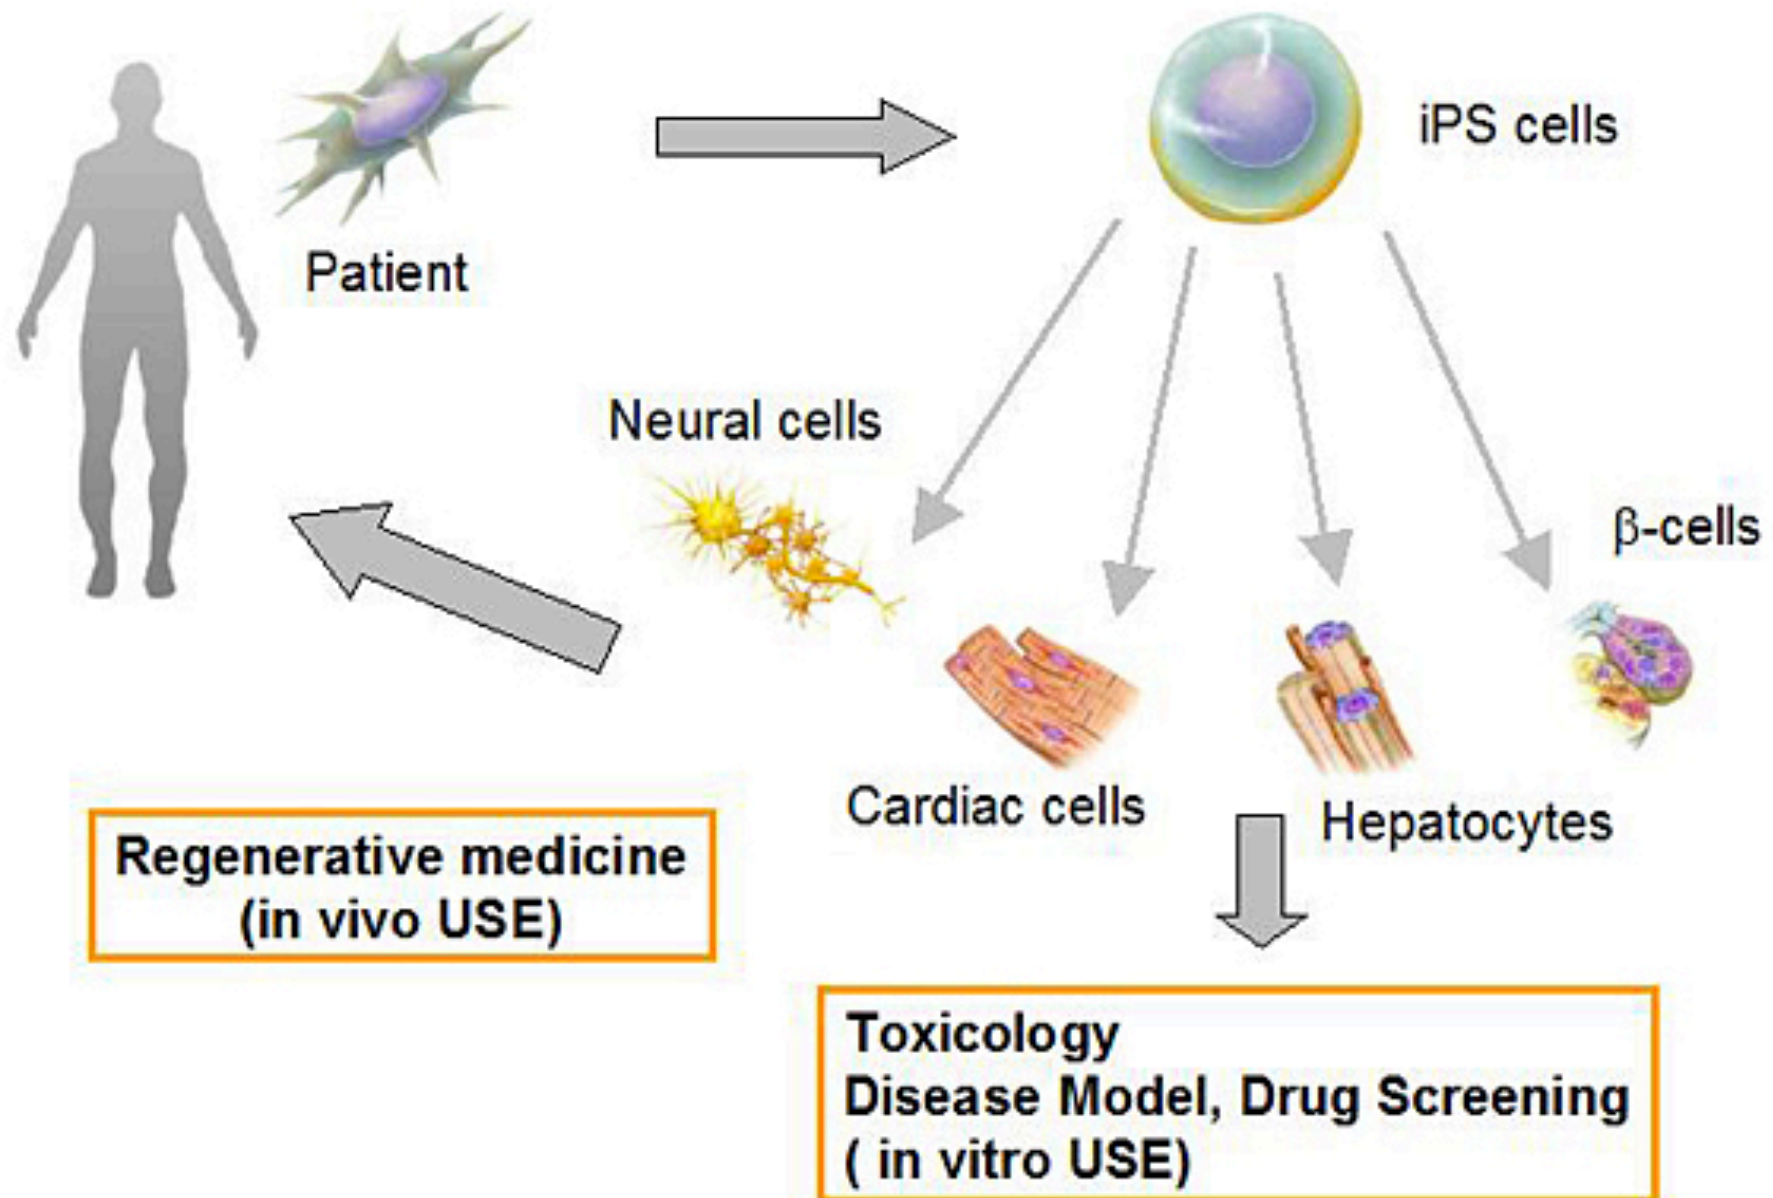 iPS cells
Patient
Neural cells
β-cells
Cardiac cells
Hepatocytes
Regenerative medicine
(in vivo USE)
Toxicology
Disease Model, Drug Screening
( in vitro USE)